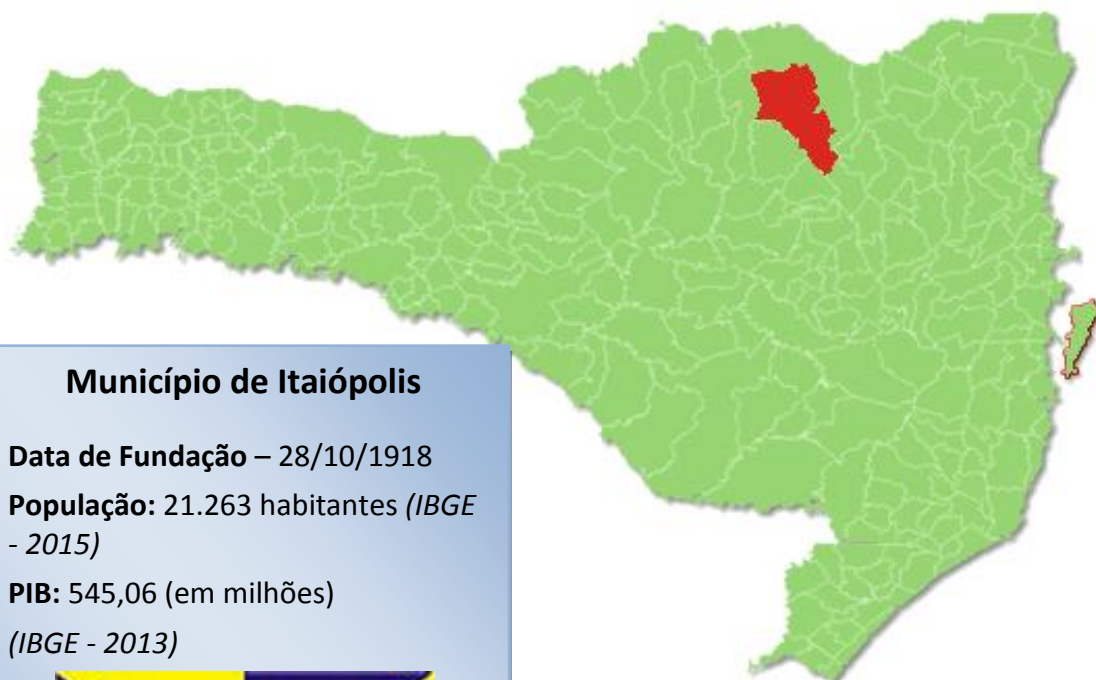 Município de Itaiópolis
Data de Fundação – 28/10/1918
População: 21.263 habitantes (IBGE
- 2015)
PIB: 545,06 (em milhões)
(IBGE - 2013)